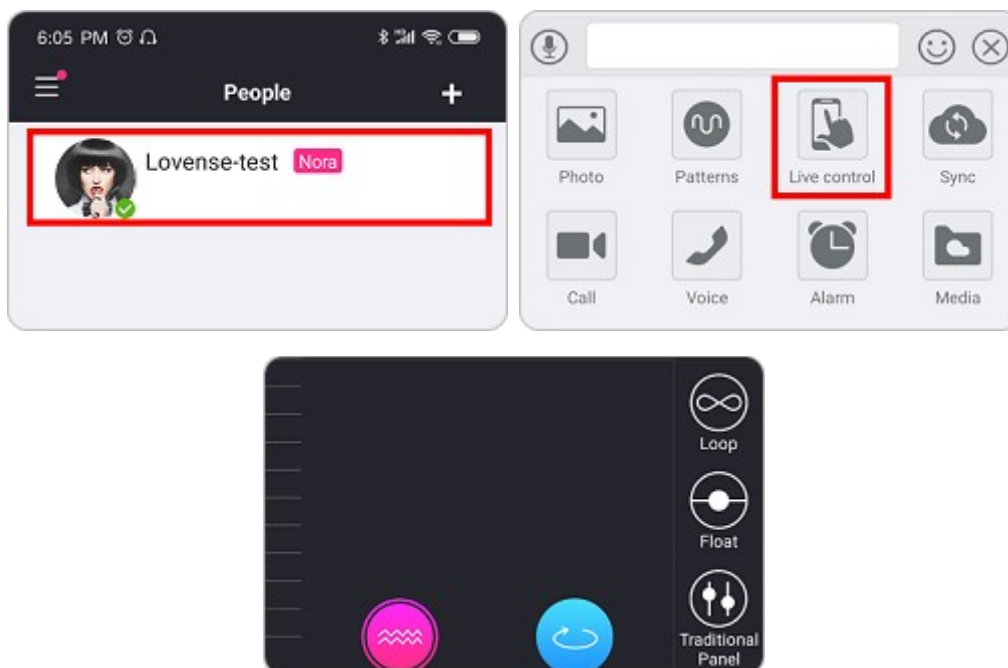 6:05 PM
People
+
Lovense-test Nora
Photo
Patterns
Live control
Sync
Call
Voice
Alarm
Media
Loop
Float
Traditional
Panel